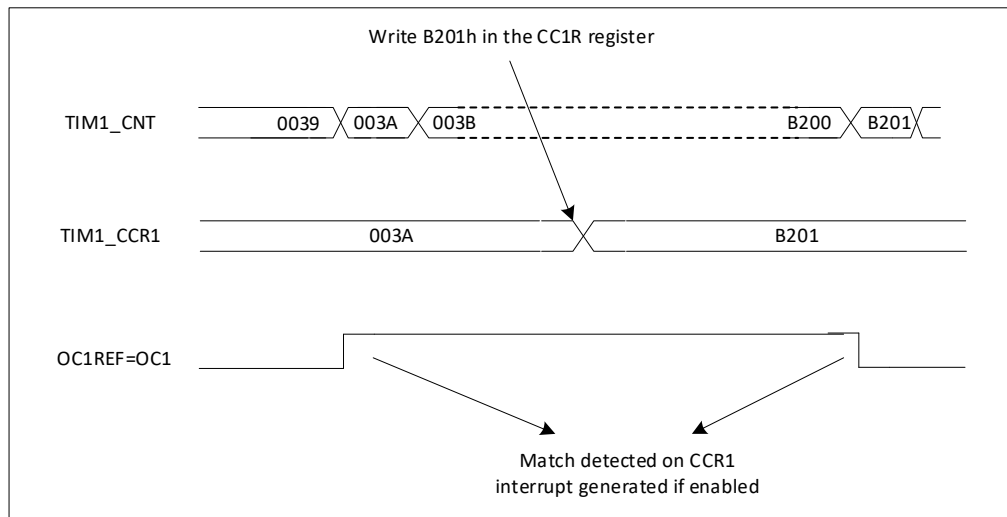 Write B201h in the CC1R register
TIM1_CNT 0039 003A 003B B200 B201
TIM1_CCR1 003A B201
OC1REF=OC1
Match detected on CCR1
interrupt generated if enabled